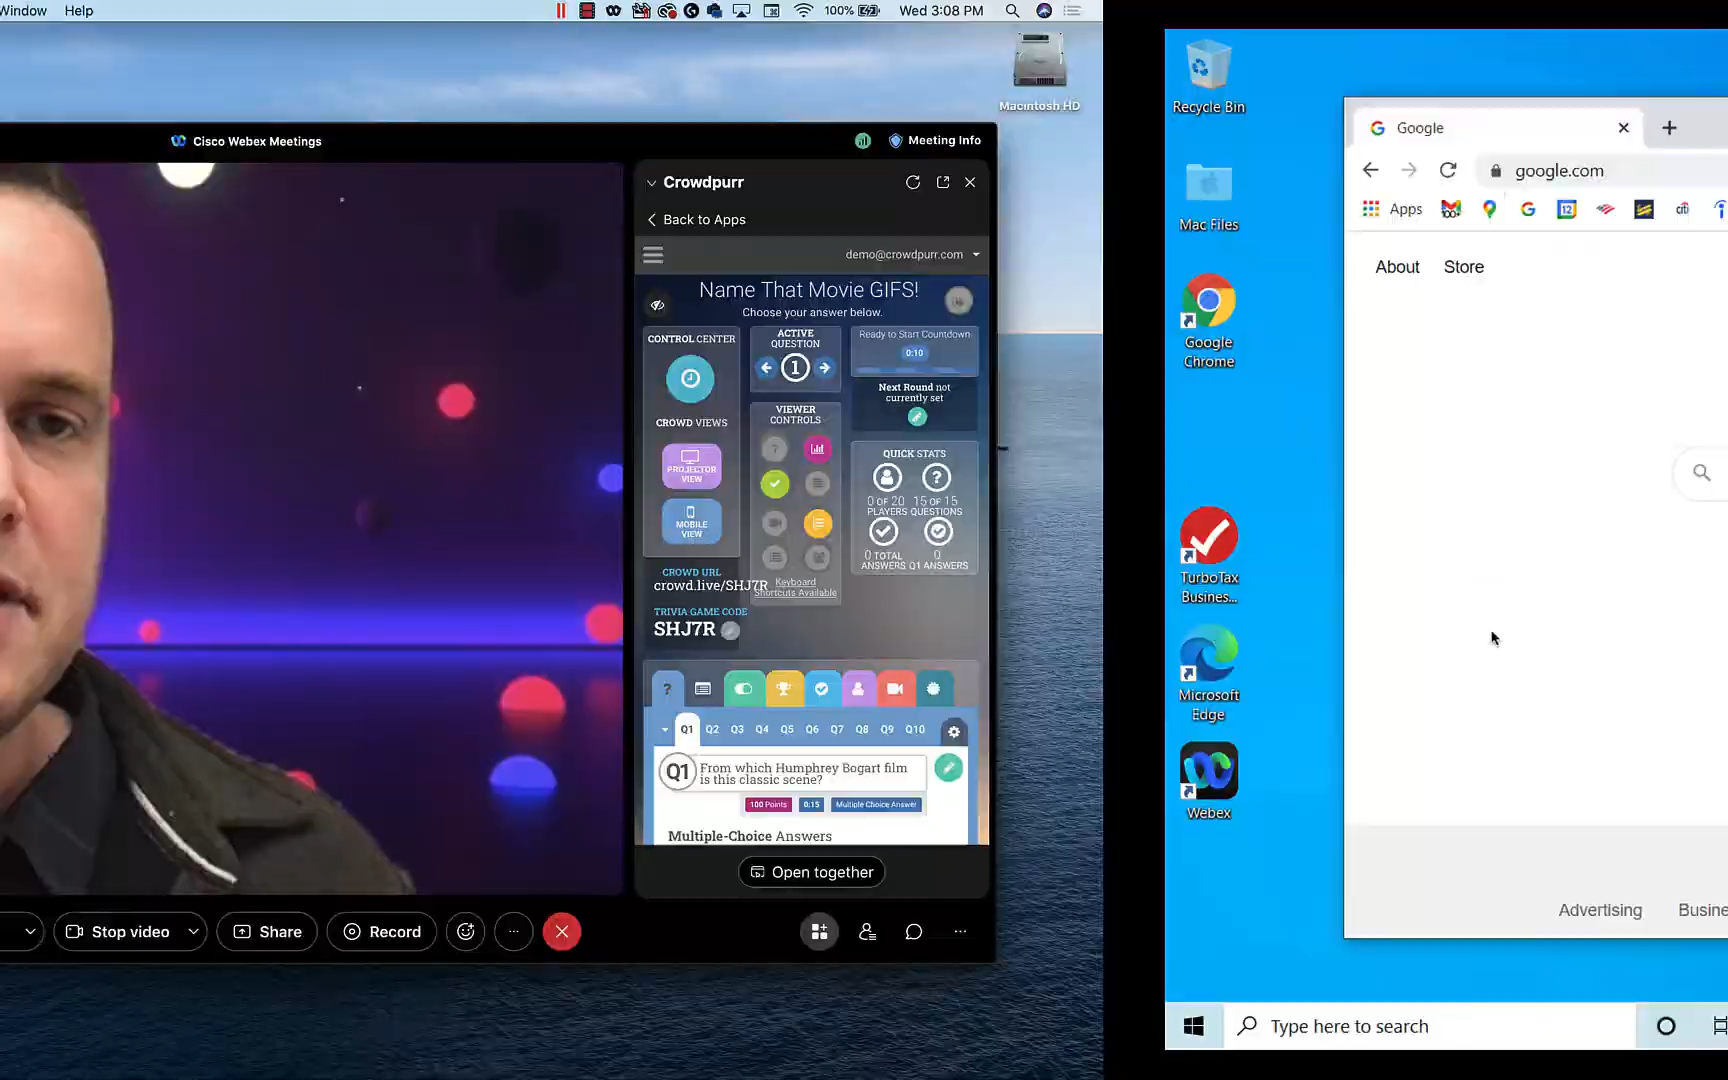 Window Help
100%
Wed 3:08 PM
Macintosh HD
Cisco Webex Meetings
Meeting Info
Crowdpurr
Back to Apps
demo@crowdpurr.com
Name That Movie GIFS!
Choose your answer below.
CONTROL CENTER
CROWD VIEWS
PROJECTOR
VIEW
MOBILE
VIEW
CROWD URL
crowd.live/SHJ7R
TRIVIA GAME CODE
SHJ7R
ACTIVE
QUESTION
1
VIEWER
CONTROLS
?
Keyboard
Shortcuts Available
Ready to Start Countdown
0:10
Next Round not
currently set
QUICK STATS
?
0 OF 20
PLAYERS
15 OF 15
QUESTIONS
0 TOTAL
ANSWERS
0
Q1 ANSWERS
?
Q1 Q2 Q3 Q4 Q5 Q6 Q7 Q8 Q9 Q10
Q1
From which Humphrey Bogart film
is this classic scene?
100 Points
0:15
Multiple Choice Answer
Multiple-Choice Answers
Open together
Stop video
Share
Record
Recycle Bin
Mac Files
Google
Chrome
TurboTax
Busines...
Microsoft
Edge
Webex
Google
google.com
Apps
100+
12
citi
About Store
Advertising Busine
Type here to search